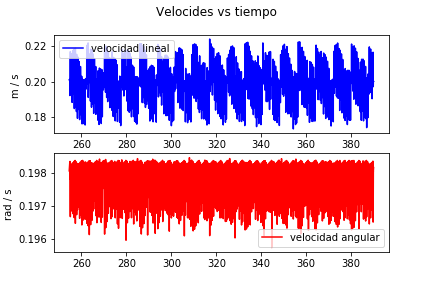 Velocides vs tiempo
velocidad lineal
m / s
0.22
0.20
0.18
260 280 300 320 340 360 380
velocidad angular
rad / s
0.198
0.197
0.196
260 280 300 320 340 360 380